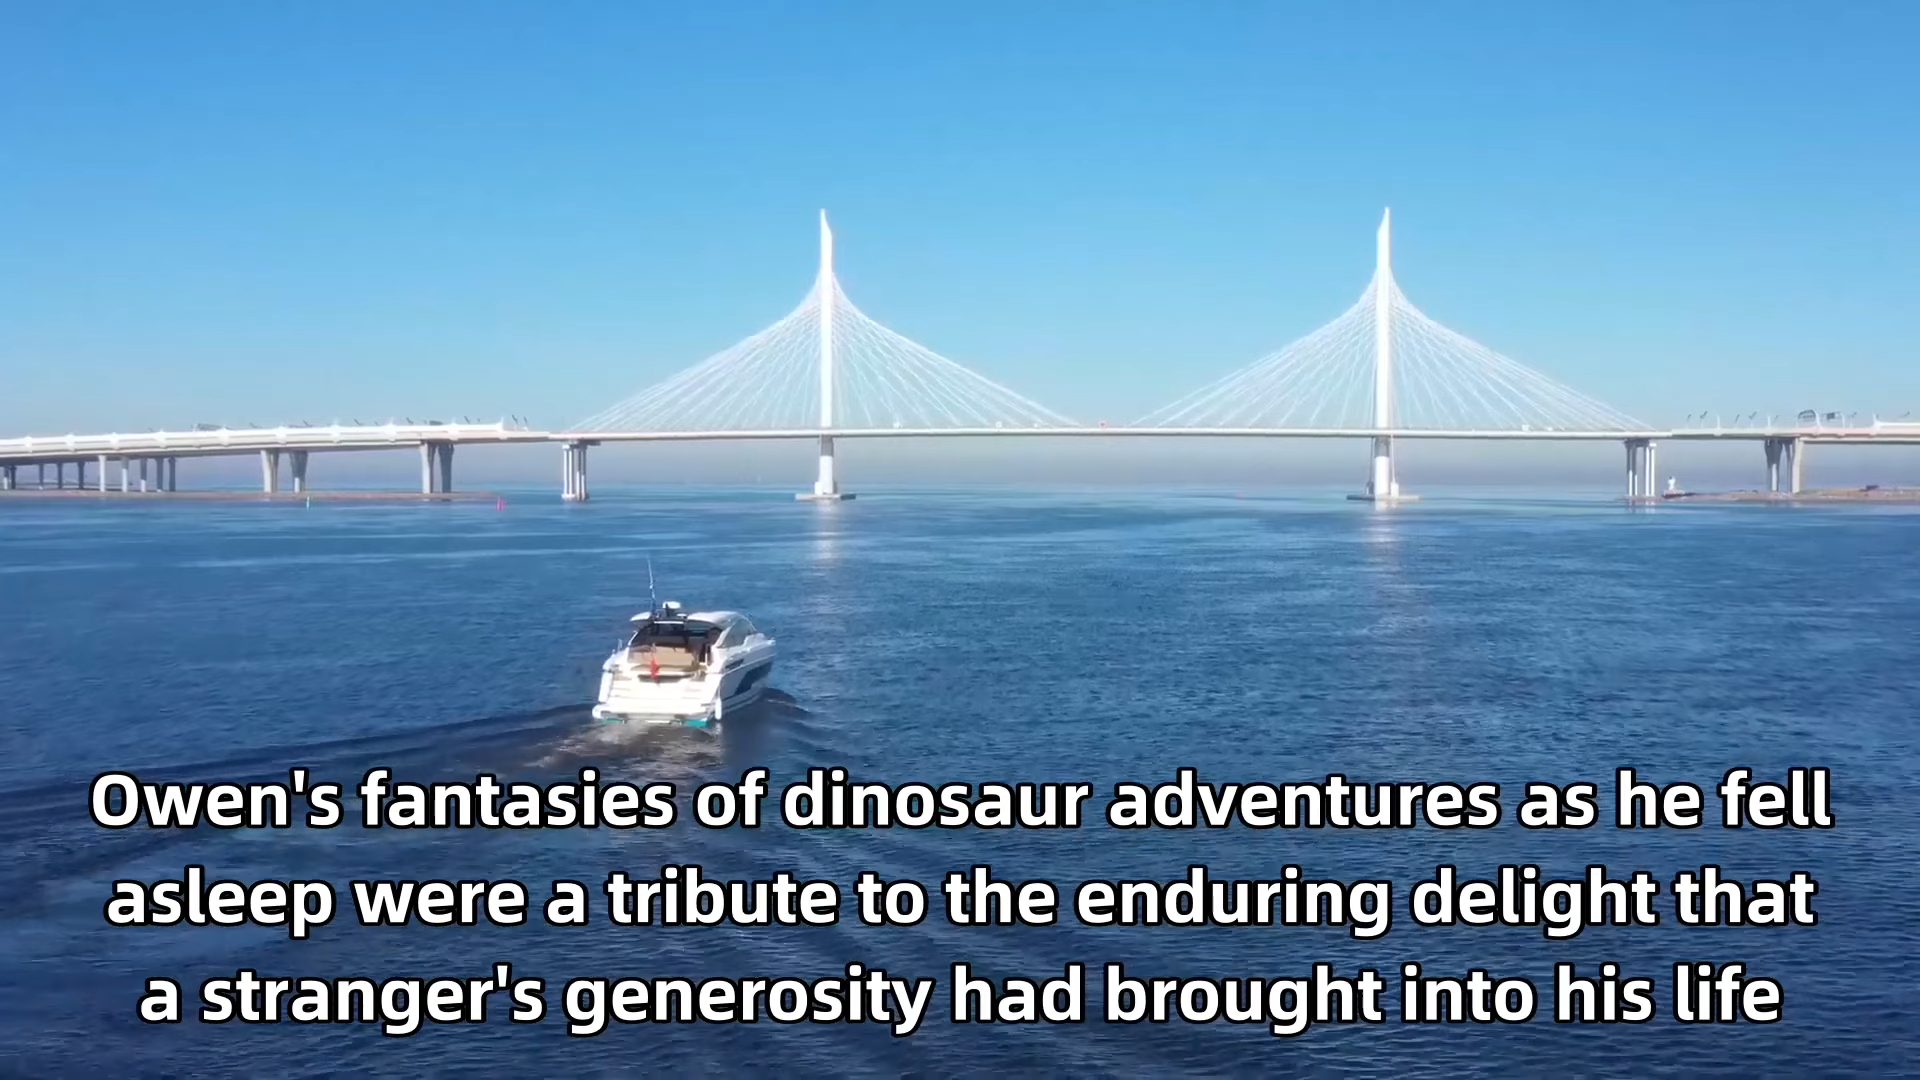 Owen's fantasies of dinosaur adventures as he fell
asleep were a tribute to the enduring delight that
a stranger's generosity had brought into his life